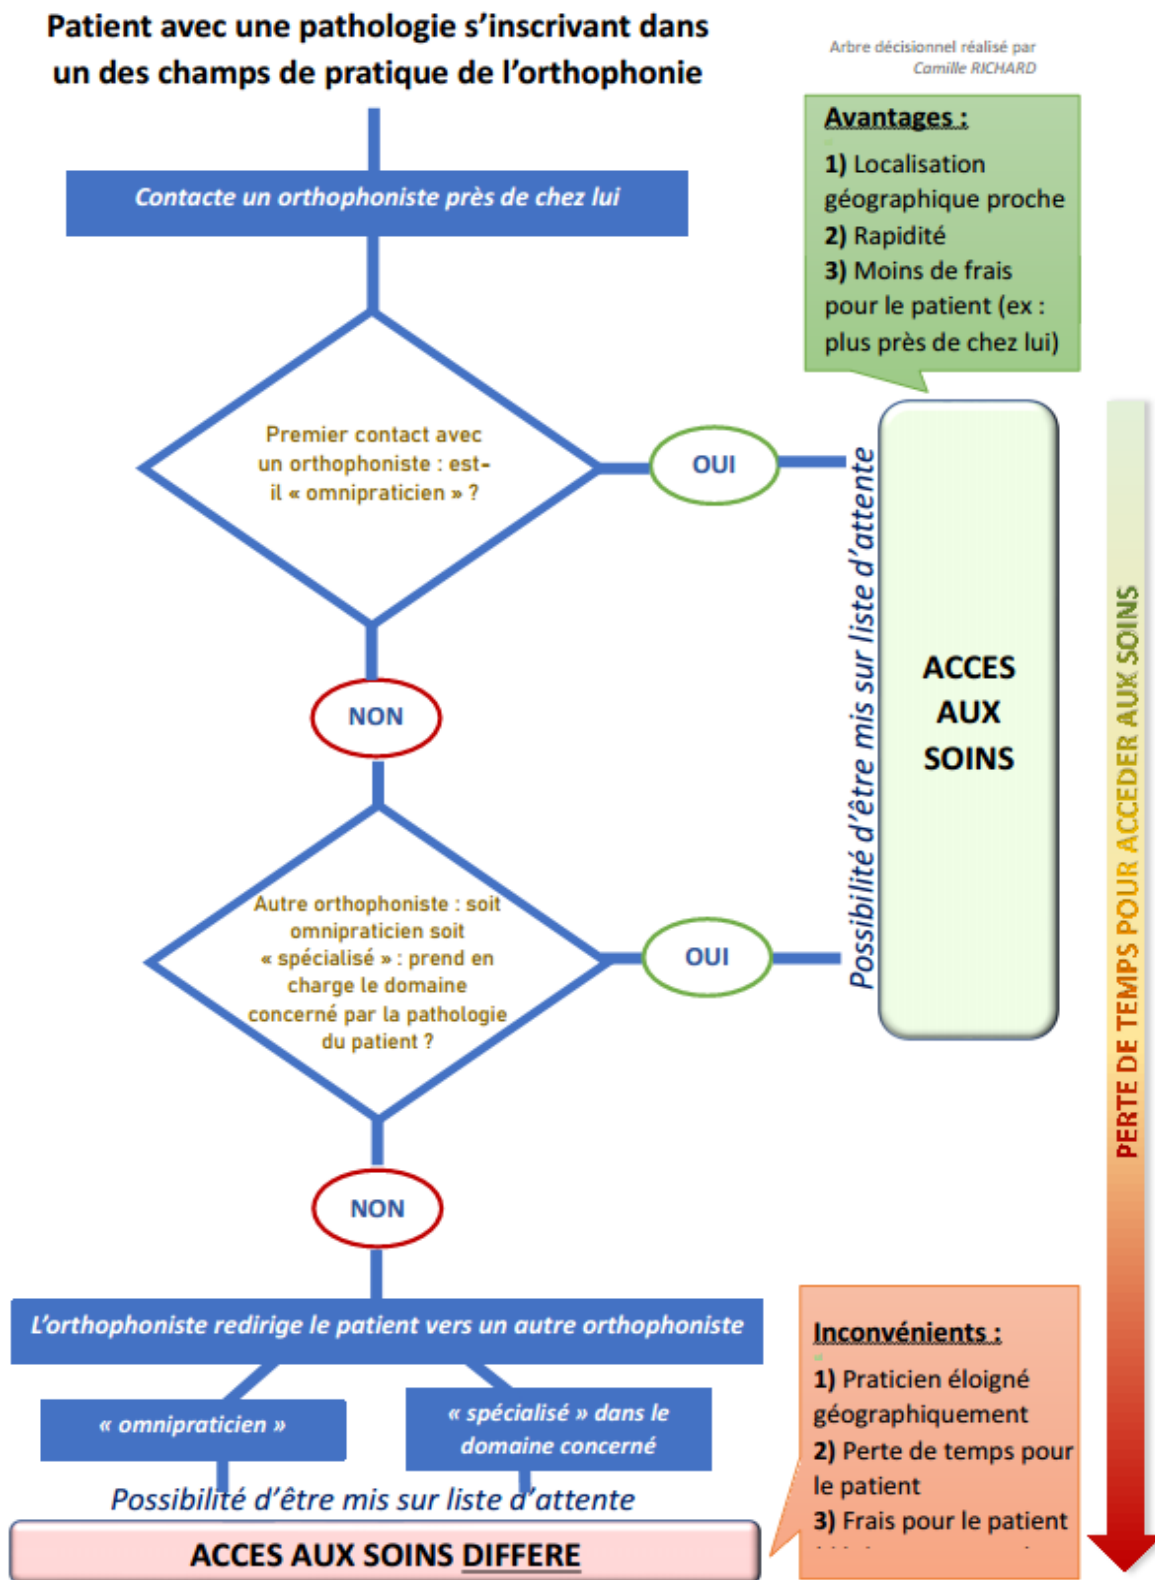 Patient avec une pathologie s’inscrivant dans
un des champs de pratique de l’orthophonie
Arbre décisionnel réalisé par
Camille RICHARD
Contacte un orthophoniste près de chez lui
Avantages :
1) Localisation
géographique proche
2) Rapidité
3) Moins de frais
pour le patient (ex :
plus près de chez lui)
Premier contact avec
un orthophoniste : est-
il « omnipraticien » ?
OUI
NON
Autre orthophoniste : soit
omnipraticien soit
« spécialisé » : prend en
charge le domaine
concerné par la pathologie
du patient ?
OUI
NON
Possibilité d’être mis sur liste d’attente
ACCES
AUX
SOINS
PERTE DE TEMPS POUR ACCEDER AUX SOINS
L’orthophoniste redirige le patient vers un autre orthophoniste
« omnipraticien »
« spécialisé » dans le
domaine concerné
Possibilité d’être mis sur liste d’attente
ACCES AUX SOINS DIFFERE
Inconvénients :
1) Praticien éloigné
géographiquement
2) Perte de temps pour
le patient
3) Frais pour le patient